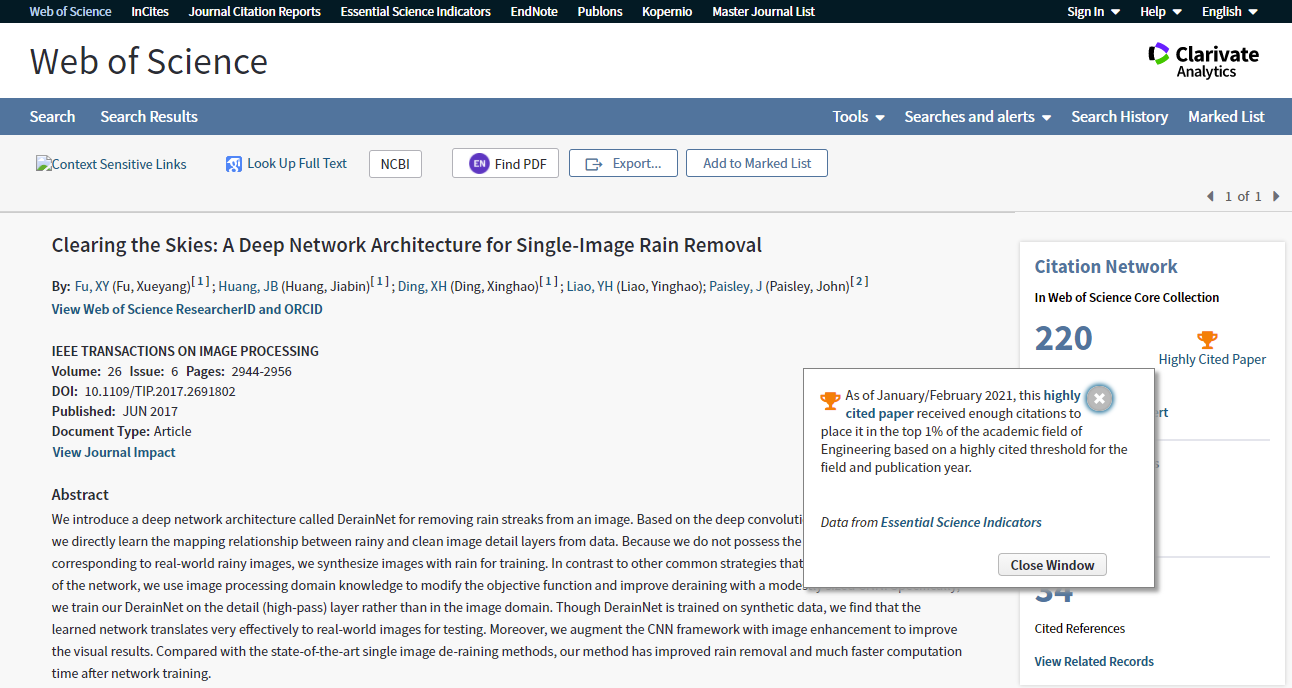 Web of Science InCites Journal Citation Reports Essential Science Indicators EndNote Publons Kopernio Master Journal List Sign In Help English
Web of Science
Clarivate
Analytics
Search Search Results Tools Searches and alerts Search History Marked List
Context Sensitive Links Look Up Full Text NCBI EN Find PDF Export... Add to Marked List
1 of 1
Clearing the Skies: A Deep Network Architecture for Single-Image Rain Removal
By: Fu, XY (Fu, Xueyang)[ 1 ] ; Huang, JB (Huang, Jiabin)[ 1 ] ; Ding, XH (Ding, Xinghao)[ 1 ] ; Liao, YH (Liao, Yinghao); Paisley, J (Paisley, John)[ 2 ]
View Web of Science ResearcherID and ORCID
IEEE TRANSACTIONS ON IMAGE PROCESSING
Volume: 26 Issue: 6 Pages: 2944-2956
DOI: 10.1109/TIP.2017.2691802
Published: JUN 2017
Document Type: Article
View Journal Impact
Abstract
We introduce a deep network architecture called DerainNet for removing rain streaks from an image. Based on the deep convoluti
we directly learn the mapping relationship between rainy and clean image detail layers from data. Because we do not possess the
corresponding to real-world rainy images, we synthesize images with rain for training. In contrast to other common strategies that
of the network, we use image processing domain knowledge to modify the objective function and improve deraining with a modes
we train our DerainNet on the detail (high-pass) layer rather than in the image domain. Though DerainNet is trained on synthetic data, we find that the
learned network translates very effectively to real-world images for testing. Moreover, we augment the CNN framework with image enhancement to improve
the visual results. Compared with the state-of-the-art single image de-raining methods, our method has improved rain removal and much faster computation
time after network training.
As of January/February 2021, this highly
cited paper received enough citations to
place it in the top 1% of the academic field of
Engineering based on a highly cited threshold for the
field and publication year.
Data from Essential Science Indicators
Close Window
Citation Network
In Web of Science Core Collection
220
Highly Cited Paper
rt
34
Cited References
View Related Records